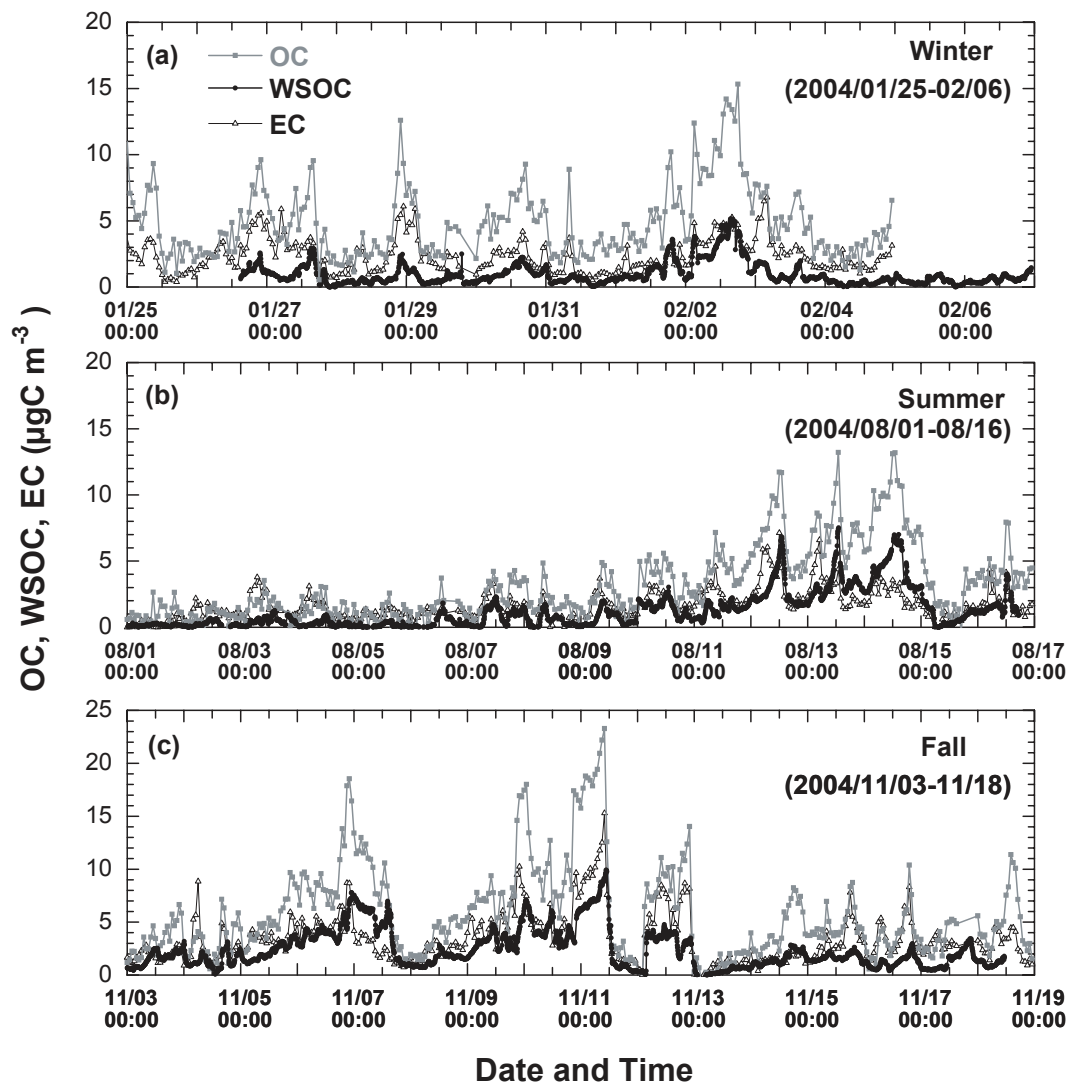 20
15
10
5
0
(a)
OC
WSOC
EC
Winter
(2004/01/25-02/06)
01/25 01/27 01/29 01/31 02/02 02/04 02/06
00:00 00:00 00:00 00:00 00:00 00:00 00:00
20
15
10
5
0
(b)
Summer
(2004/08/01-08/16)
08/01 08/03 08/05 08/07 08/09 08/11 08/13 08/15 08/17
00:00 00:00 00:00 00:00 00:00 00:00 00:00 00:00 00:00
25
20
15
10
5
0
(c)
Fall
(2004/11/03-11/18)
11/03 11/05 11/07 11/09 11/11 11/13 11/15 11/17 11/19
00:00 00:00 00:00 00:00 00:00 00:00 00:00 00:00 00:00
OC, WSOC, EC (µgC m⁻³)
Date and Time